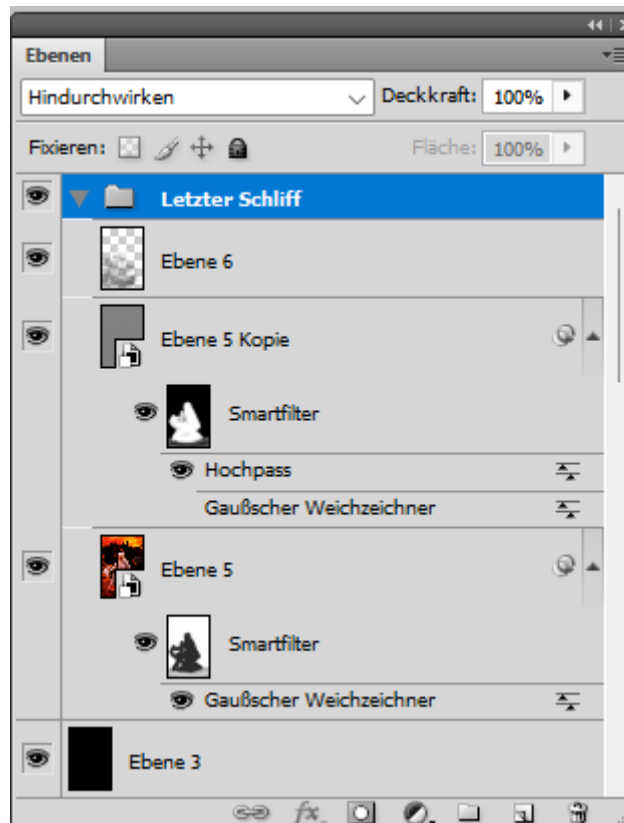 Ebenen
Hindurchwirken Deckkraft: 100%
Fixieren: Fläche: 100%
Letzter Schliff
Ebene 6
Ebene 5 Kopie
Smartfilter
Hochpass
Gaußscher Weichzeichner
Ebene 5
Smartfilter
Gaußscher Weichzeichner
Ebene 3
fx.